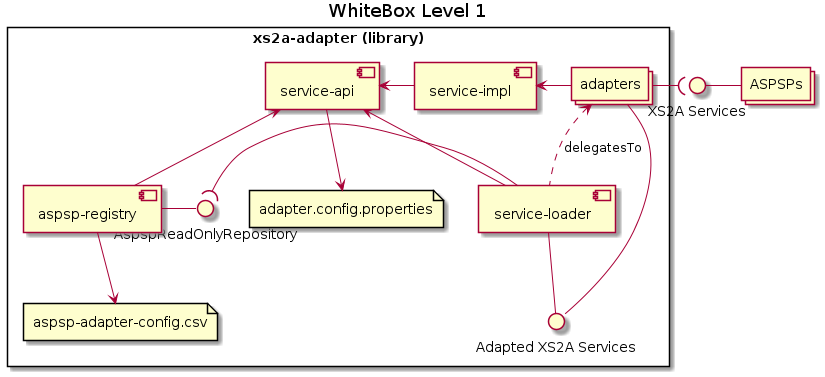 WhiteBox Level 1
xs2a-adapter (library)
service-api
service-impl
adapters
ASPSPs
XS2A Services
delegatesTo
aspsp-registry
AspspReadOnlyRepository
adapter.config.properties
service-loader
aspsp-adapter-config.csv
Adapted XS2A Services